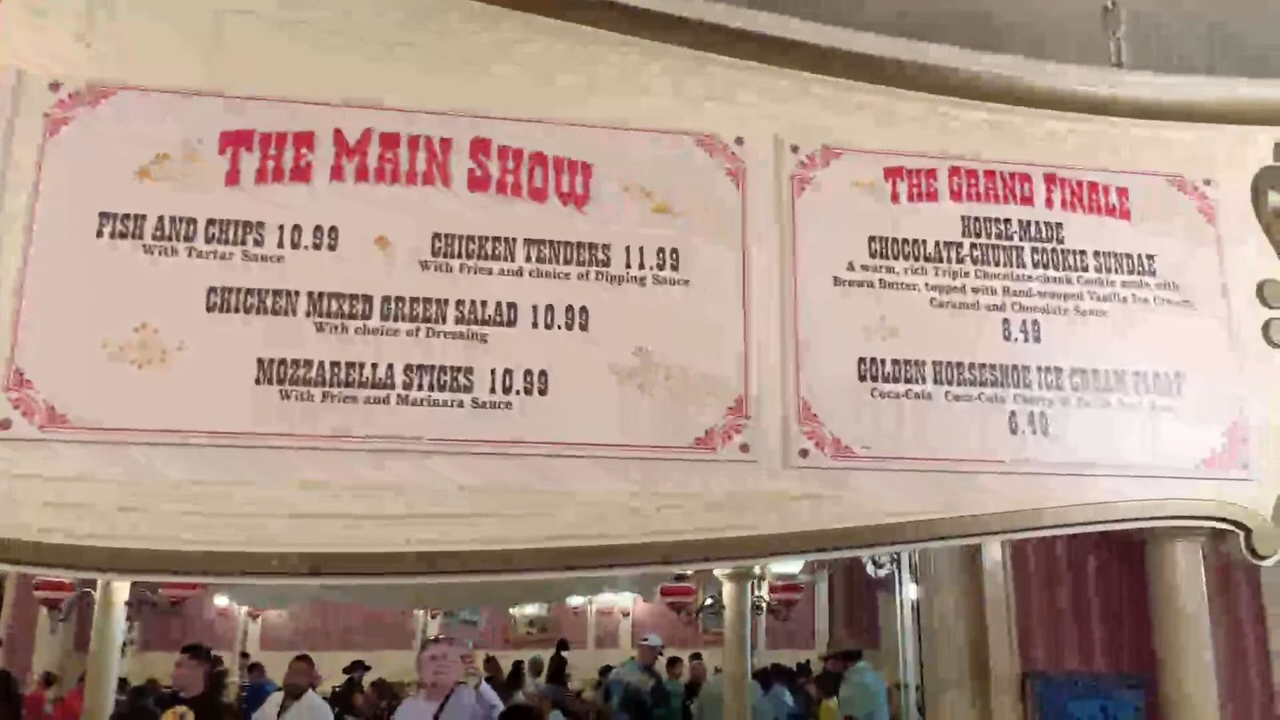 THE MAIN SHOW
FISH AND CHIPS 10.99
With Tartar Sauce
CHICKEN TENDERS 11.99
With Fries and choice of Dipping Sauce
CHICKEN MIXED GREEN SALAD 10.99
With choice of Dressing
MOZZARELLA STICKS 10.99
With Fries and Marinara Sauce
THE GRAND FINALE
HOUSE-MADE
CHOCOLATE-CHUNK COOKIE SUNDAE
A warm, rich Triple Chocolate-chunk Cookie made with
Brown Butter, topped with Hand-scooped Vanilla Ice Cream,
Caramel and Chocolate Sauce
8.49
GOLDEN HORSESHOE ICE CREAM FLOAT
Coca-Cola Coca-Cola Cherry
6.49